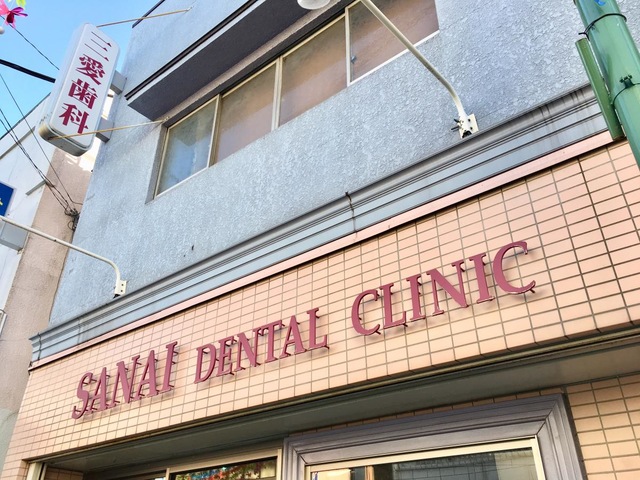 三愛歯科
SANAI DENTAL CLINIC